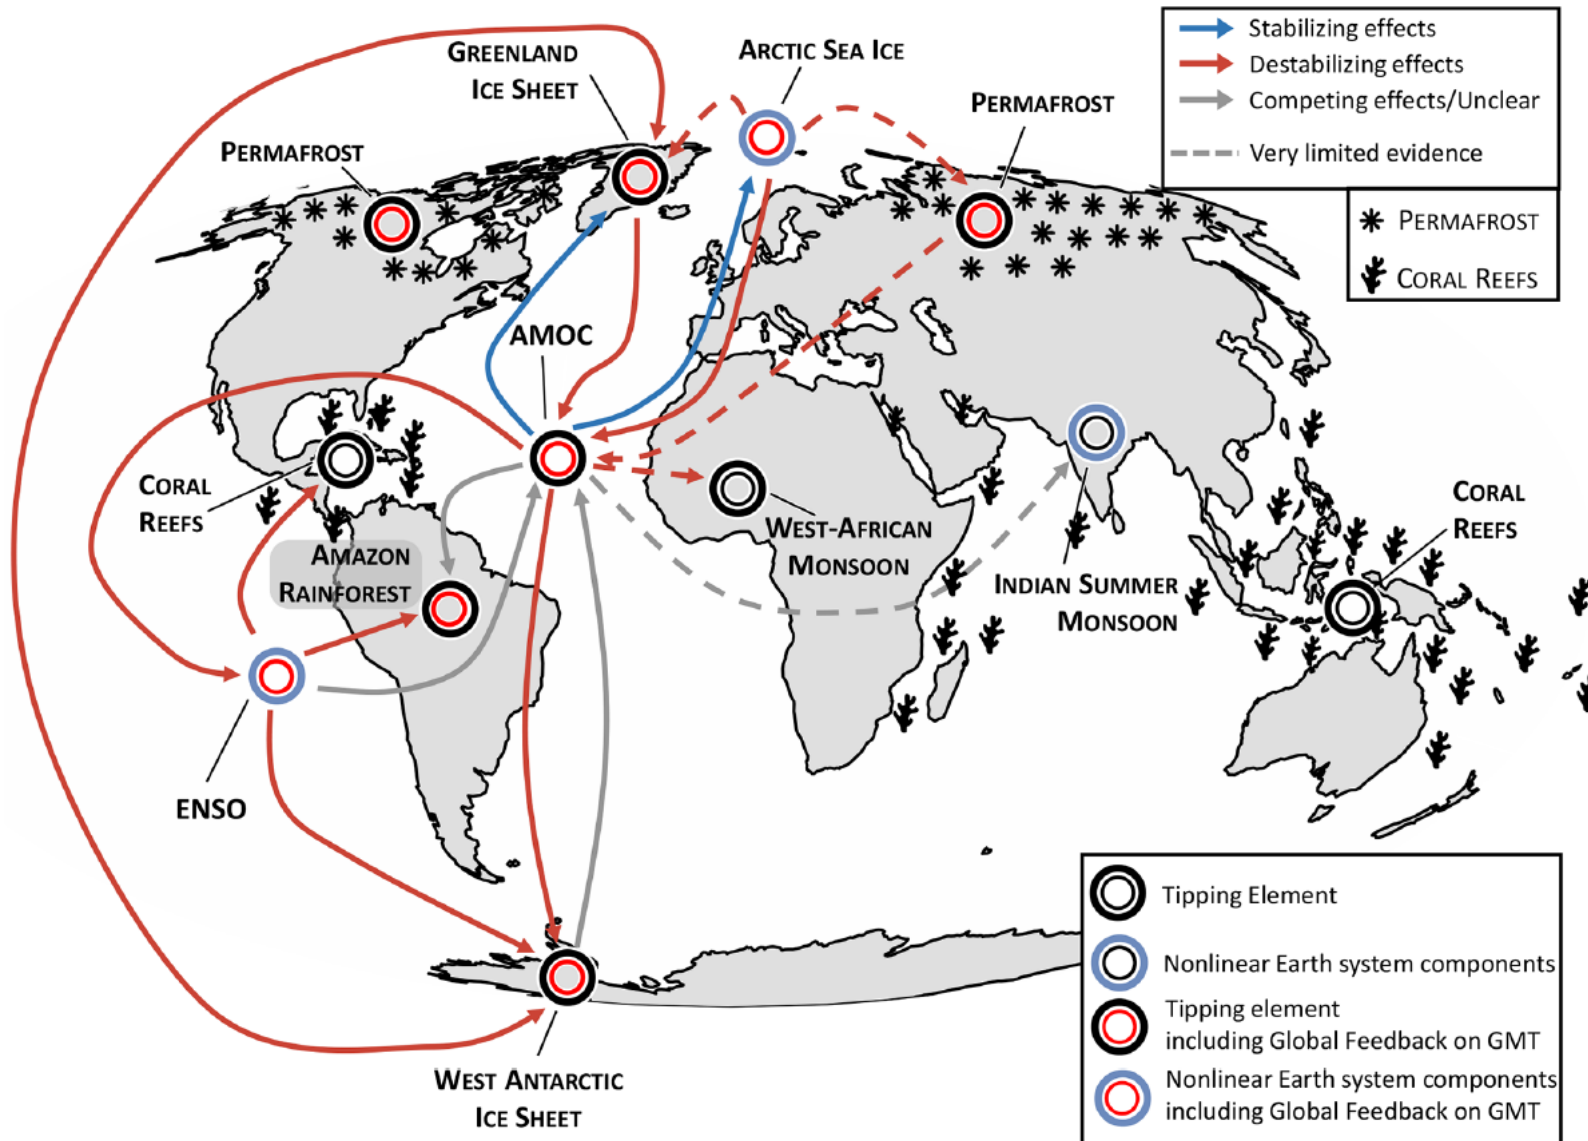 GREENLAND
ICE SHEET
ARCTIC SEA ICE
PERMAFROST
PERMAFROST
Stabilizing effects
Destabilizing effects
Competing effects/Unclear
Very limited evidence
PERMAFROST
CORAL REEFS
AMOC
CORAL
REEFS
AMAZON
RAINFOREST
WEST-AFRICAN
MONSOON
INDIAN SUMMER
MONSOON
CORAL
REEFS
ENSO
WEST ANTARCTIC
ICE SHEET
Tipping Element
Nonlinear Earth system components
Tipping element
including Global Feedback on GMT
Nonlinear Earth system components
including Global Feedback on GMT